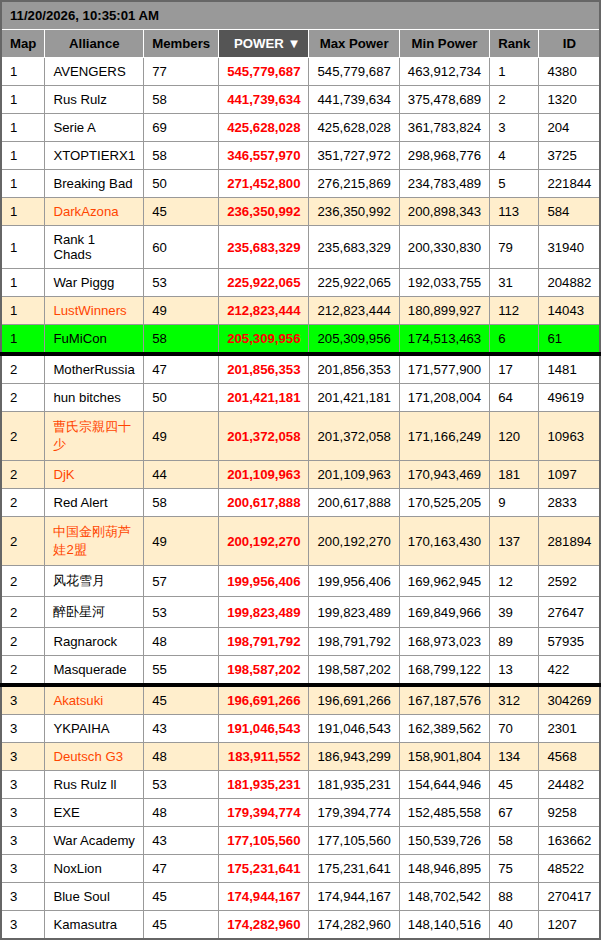 11/20/2026, 10:35:01 AM
Map Alliance Members POWER ▼ Max Power Min Power Rank ID
1 AVENGERS 77 545,779,687 545,779,687 463,912,734 1 4380
1 Rus Rulz 58 441,739,634 441,739,634 375,478,689 2 1320
1 Serie A 69 425,628,028 425,628,028 361,783,824 3 204
1 XTOPTIERX1 58 346,557,970 351,727,972 298,968,776 4 3725
1 Breaking Bad 50 271,452,800 276,215,869 234,783,489 5 221844
1 DarkAzona 45 236,350,992 236,350,992 200,898,343 113 584
1 Rank 1 Chads 60 235,683,329 235,683,329 200,330,830 79 31940
1 War Piggg 53 225,922,065 225,922,065 192,033,755 31 204882
1 LustWinners 49 212,823,444 212,823,444 180,899,927 112 14043
1 FuMiCon 58 205,309,956 205,309,956 174,513,463 6 61
2 MotherRussia 47 201,856,353 201,856,353 171,577,900 17 1481
2 hun bitches 50 201,421,181 201,421,181 171,208,004 64 49619
2 曹氏宗親四十少 49 201,372,058 201,372,058 171,166,249 120 10963
2 DjK 44 201,109,963 201,109,963 170,943,469 181 1097
2 Red Alert 58 200,617,888 200,617,888 170,525,205 9 2833
2 中国金刚葫芦娃2盟 49 200,192,270 200,192,270 170,163,430 137 281894
2 风花雪月 57 199,956,406 199,956,406 169,962,945 12 2592
2 醉卧星河 53 199,823,489 199,823,489 169,849,966 39 27647
2 Ragnarock 48 198,791,792 198,791,792 168,973,023 89 57935
2 Masquerade 55 198,587,202 198,587,202 168,799,122 13 422
3 Akatsuki 45 196,691,266 196,691,266 167,187,576 312 304269
3 YKPAIHA 43 191,046,543 191,046,543 162,389,562 70 2301
3 Deutsch G3 48 183,911,552 186,943,299 158,901,804 134 4568
3 Rus Rulz ll 53 181,935,231 181,935,231 154,644,946 45 24482
3 EXE 48 179,394,774 179,394,774 152,485,558 67 9258
3 War Academy 43 177,105,560 177,105,560 150,539,726 58 163662
3 NoxLion 47 175,231,641 175,231,641 148,946,895 75 48522
3 Blue Soul 45 174,944,167 174,944,167 148,702,542 88 270417
3 Kamasutra 45 174,282,960 174,282,960 148,140,516 40 1207